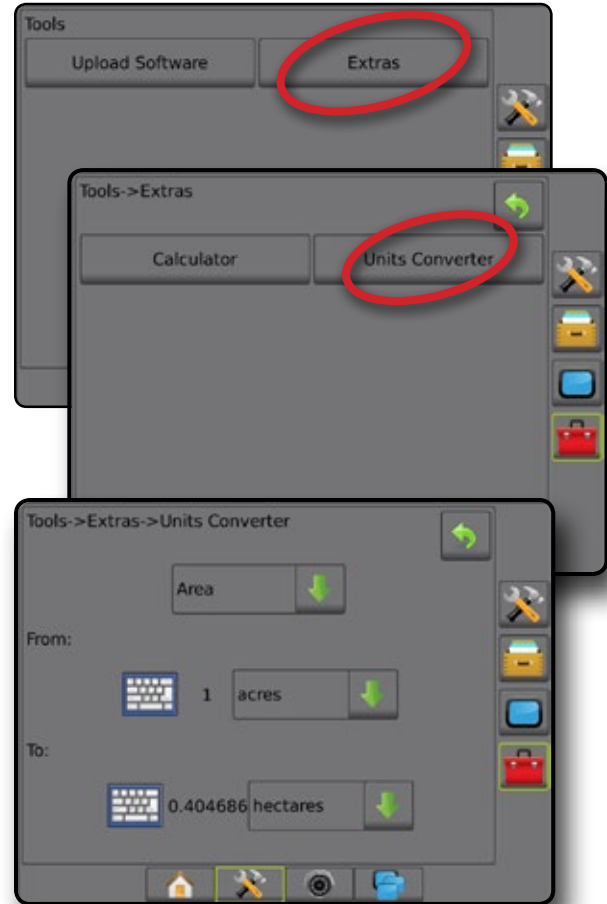 Tools
Upload Software Extras
Tools->Extras
Calculator Units Converter
Tools->Extras->Units Converter
Area
From:
1 acres
To:
0.404686 hectares